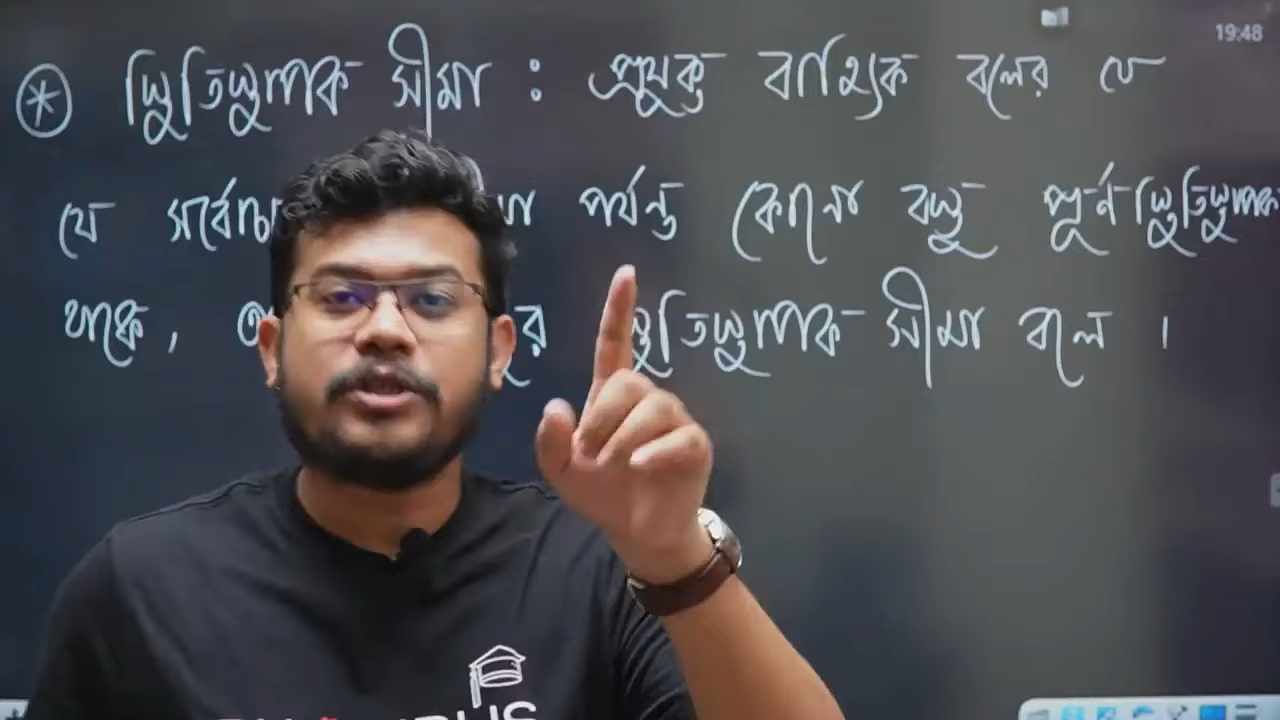 19:48
* স্থিতিস্থাপক সীমা : প্রযুক্ত বাহ্যিক বলের যে
যে পর্যন্ত কোনো বস্তু পূর্ণ স্থিতিস্থাপক
থাকে, স্থিতিস্থাপক সীমা বলে ।